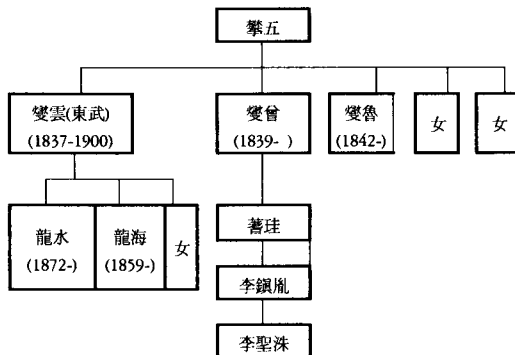 攀五
燮雲(東武)
(1837-1900)
燮曾
(1839- )
燮魯
(1842-)
女
女
龍水
(1872-)
龍海
(1859-)
女
蓍珪
李鎭胤
李聖洙